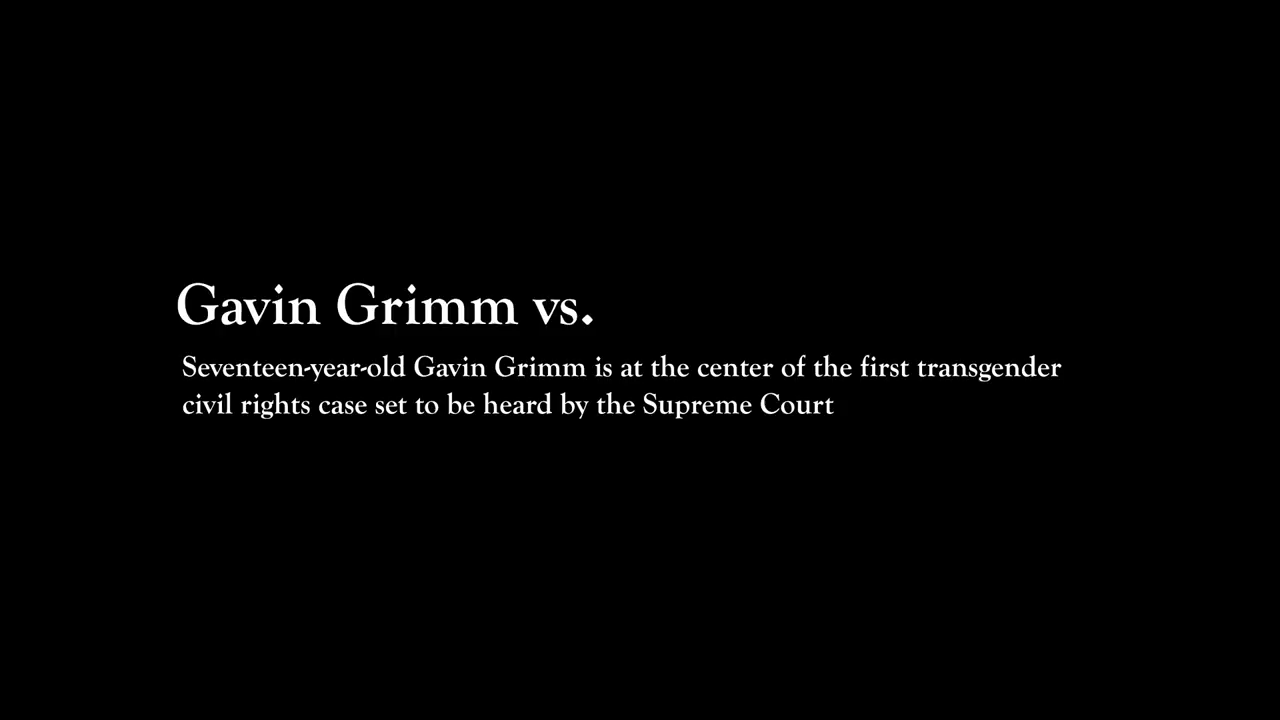 Gavin Grimm vs.
Seventeen-year-old Gavin Grimm is at the center of the first transgender
civil rights case set to be heard by the Supreme Court